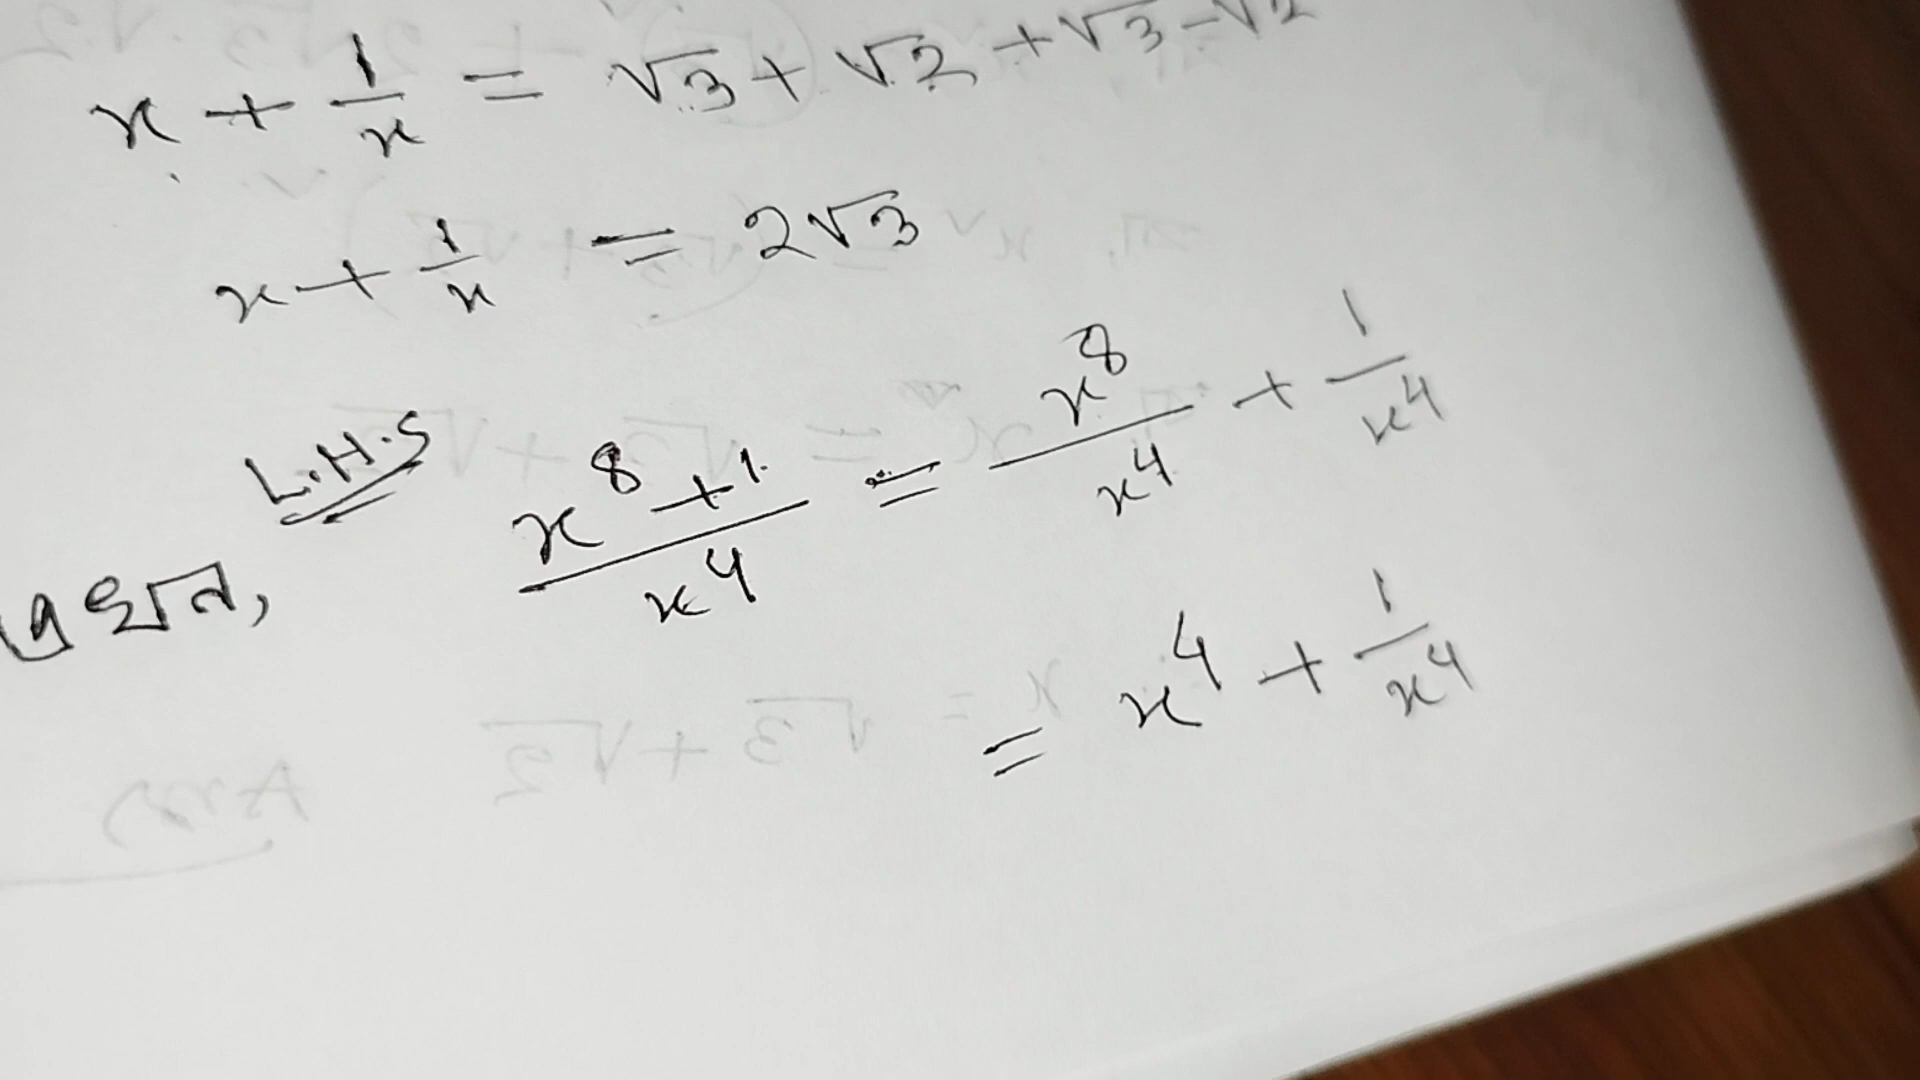 x + 1/x = √3 + √2 + √3 - √2
x + 1/x = 2√3
L.H.S
এখন, (x⁸ + 1)/x⁴ = x⁸/x⁴ + 1/x⁴
= x⁴ + 1/x⁴